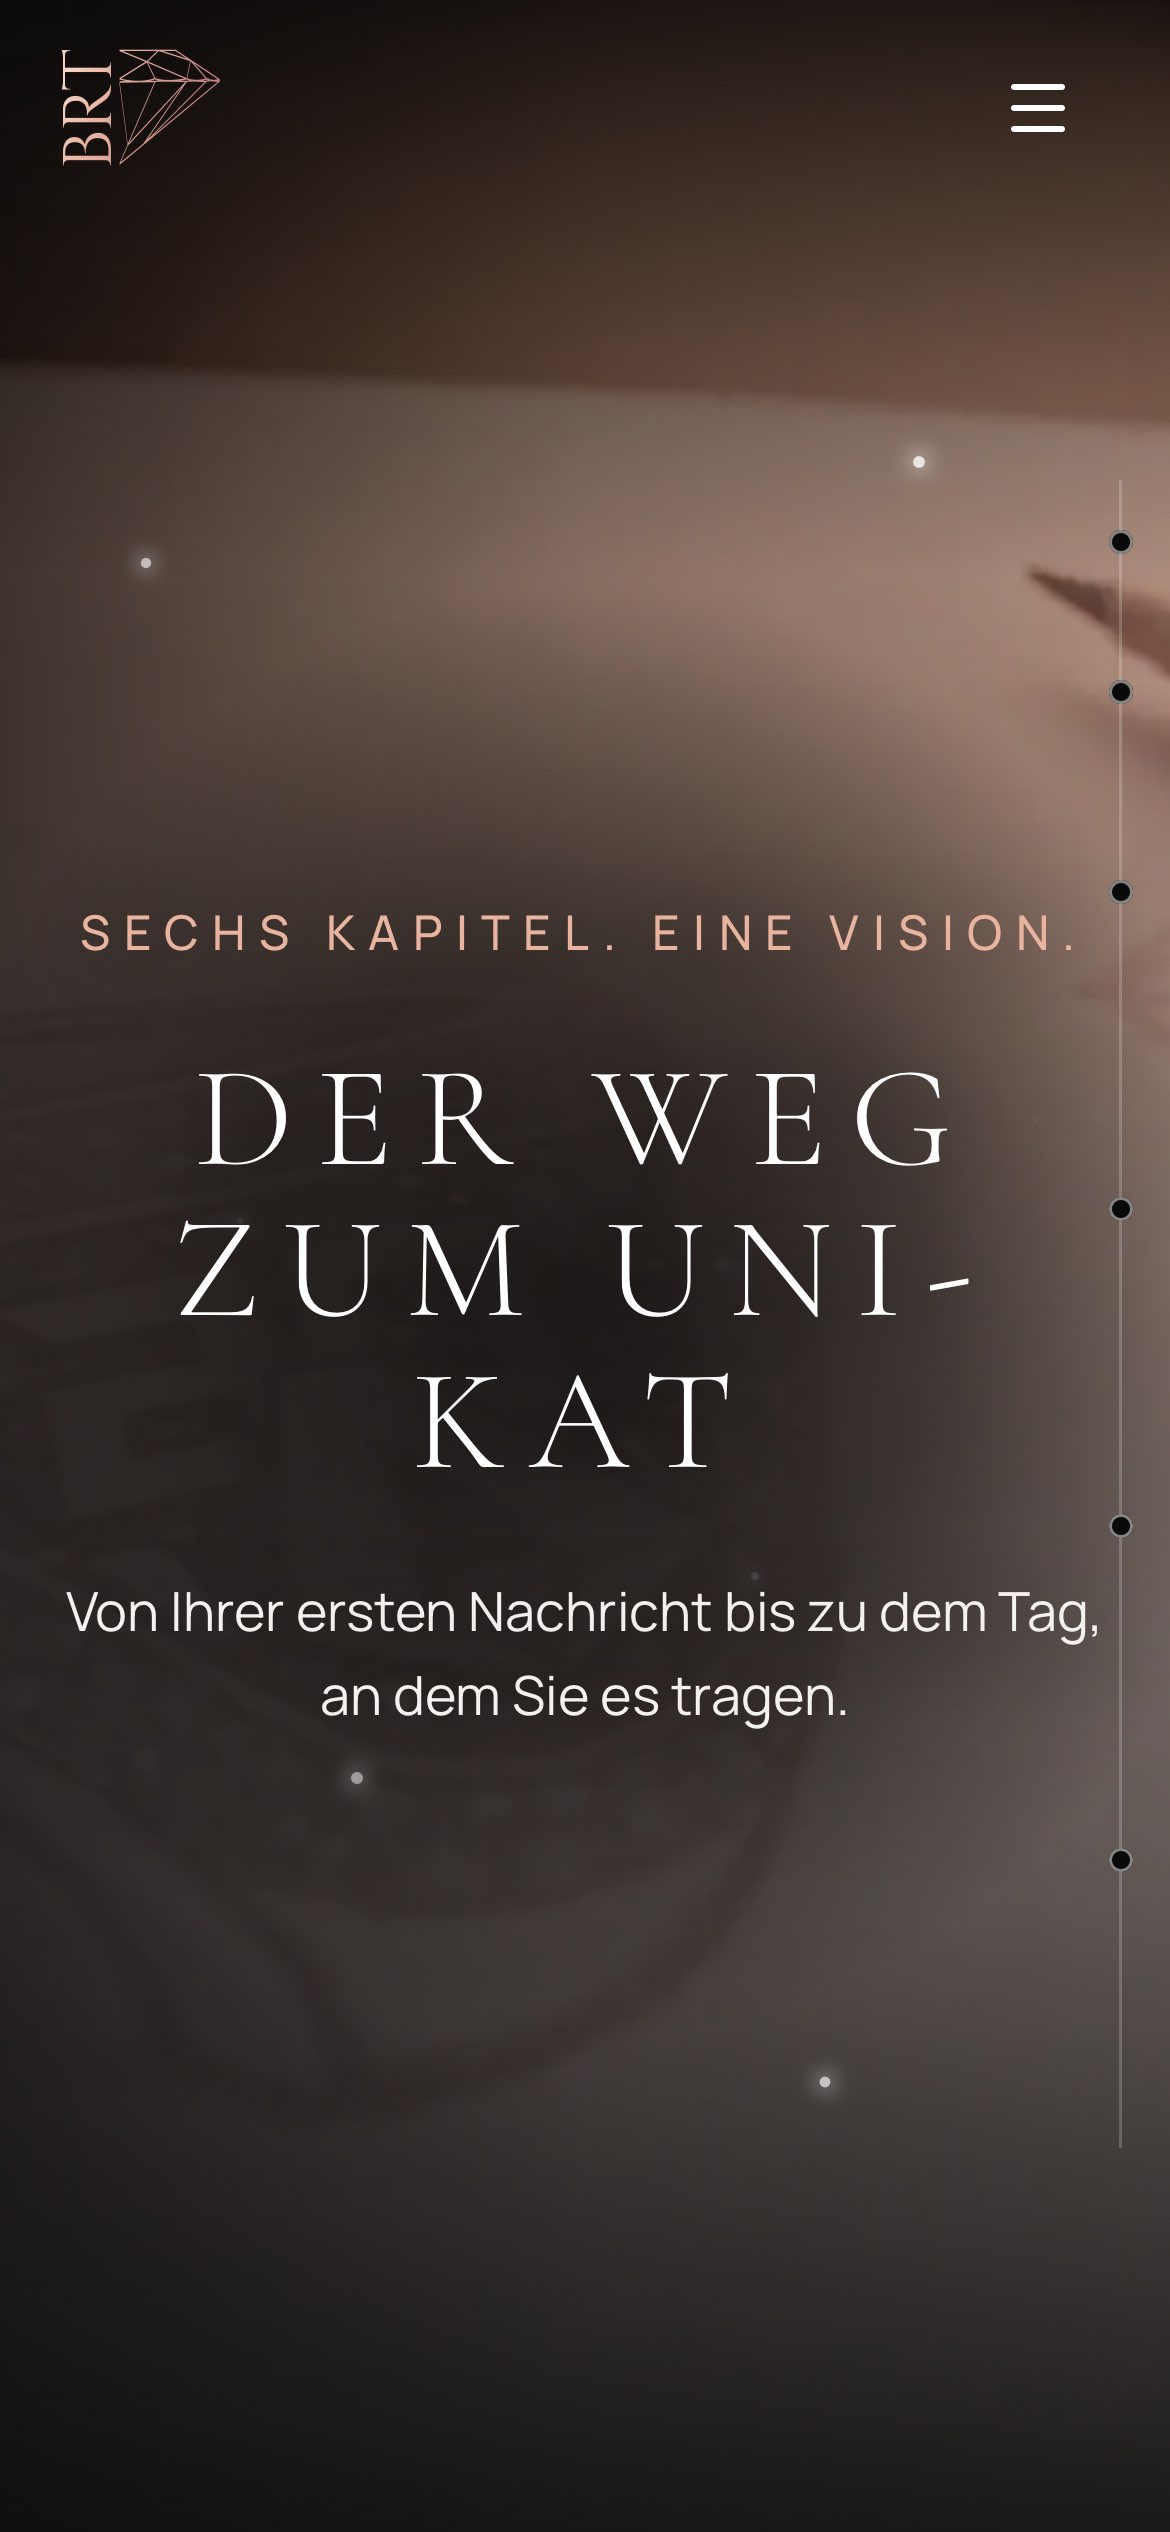 BRT
SECHS KAPITEL. EINE VISION.
DER WEG
ZUM UNI-
KAT
Von Ihrer ersten Nachricht bis zu dem Tag,
an dem Sie es tragen.